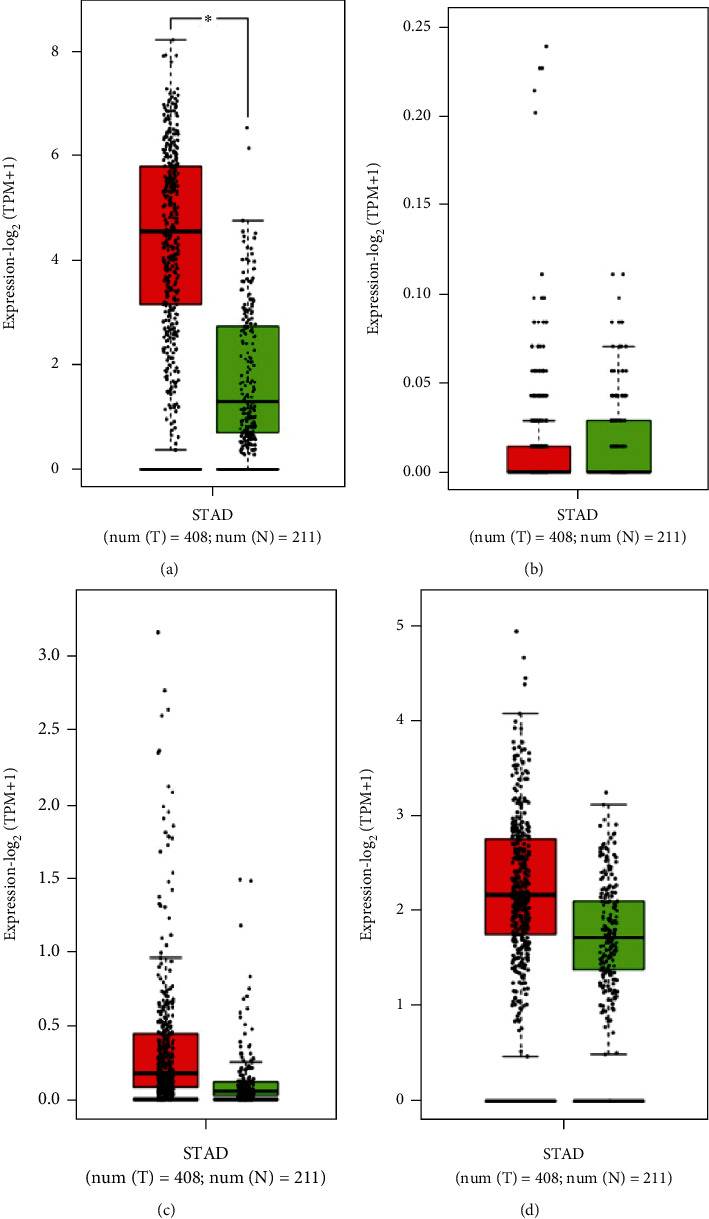 *
8
6
4
2
0
Expression-log2 (TPM+1)
STAD
(num (T) = 408; num (N) = 211)
(a)
0.25
0.20
0.15
0.10
0.05
0.00
Expression-log2 (TPM+1)
STAD
(num (T) = 408; num (N) = 211)
(b)
3.0
2.5
2.0
1.5
1.0
0.5
0.0
Expression-log2 (TPM+1)
STAD
(num (T) = 408; num (N) = 211)
(c)
5
4
3
2
1
0
Expression-log2 (TPM+1)
STAD
(num (T) = 408; num (N) = 211)
(d)